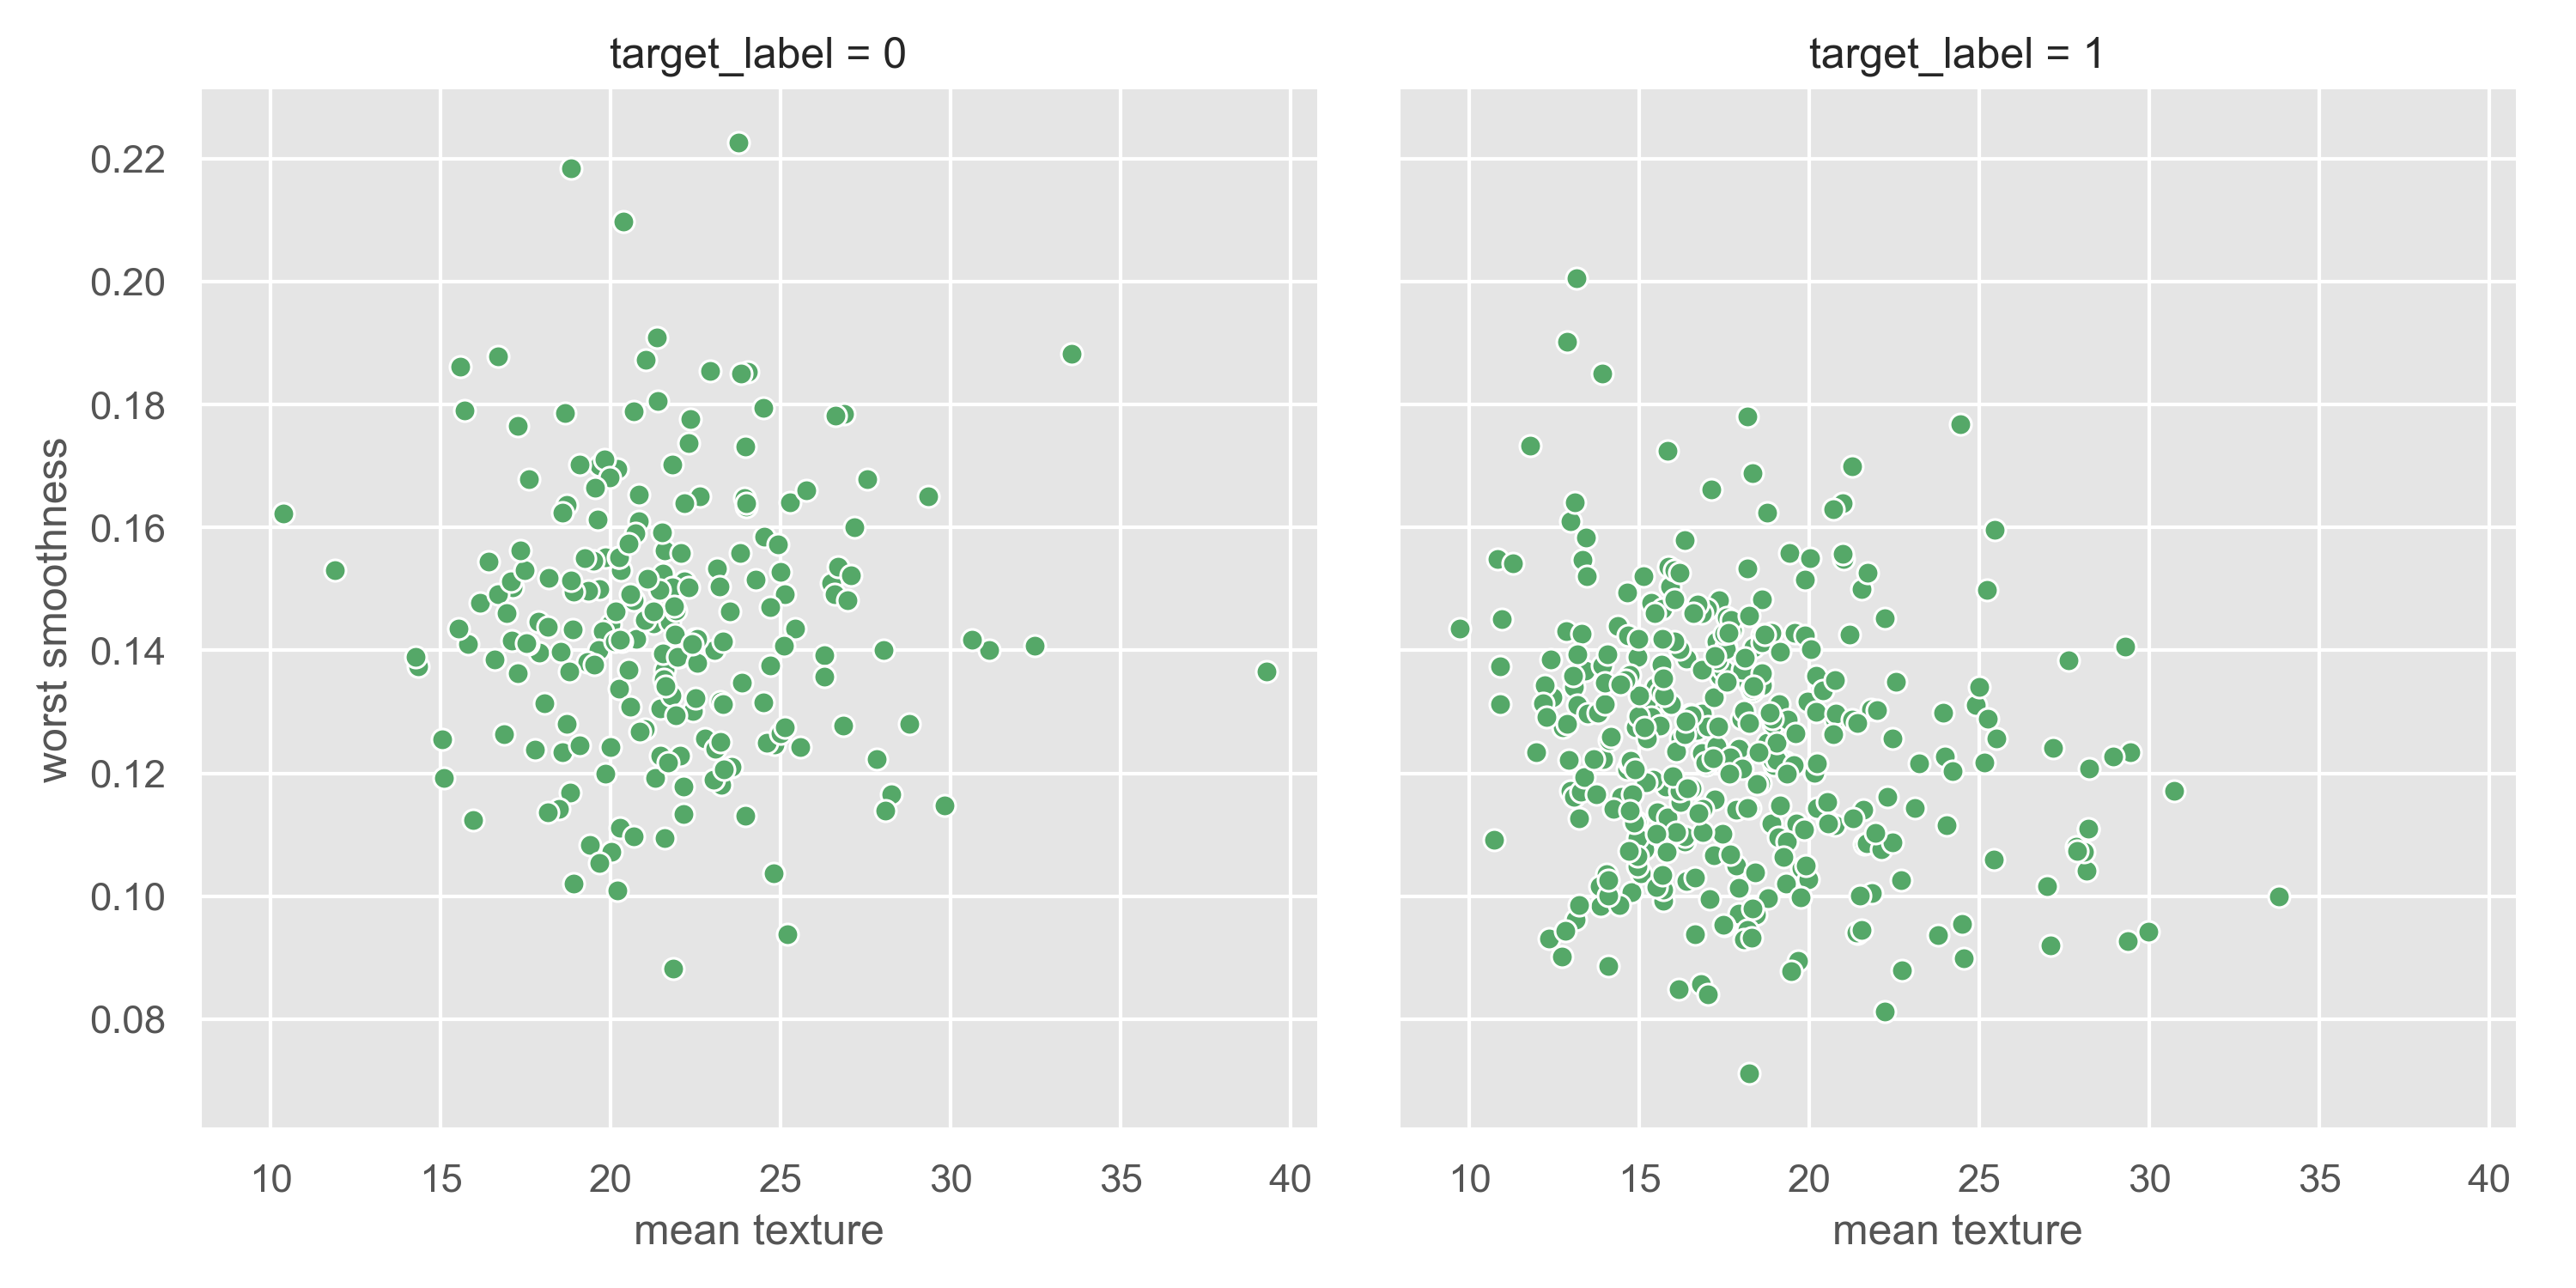 target_label = 0
target_label = 1
worst smoothness
0.22
0.20
0.18
0.16
0.14
0.12
0.10
0.08
10 15 20 25 30 35 40
10 15 20 25 30 35 40
mean texture
mean texture